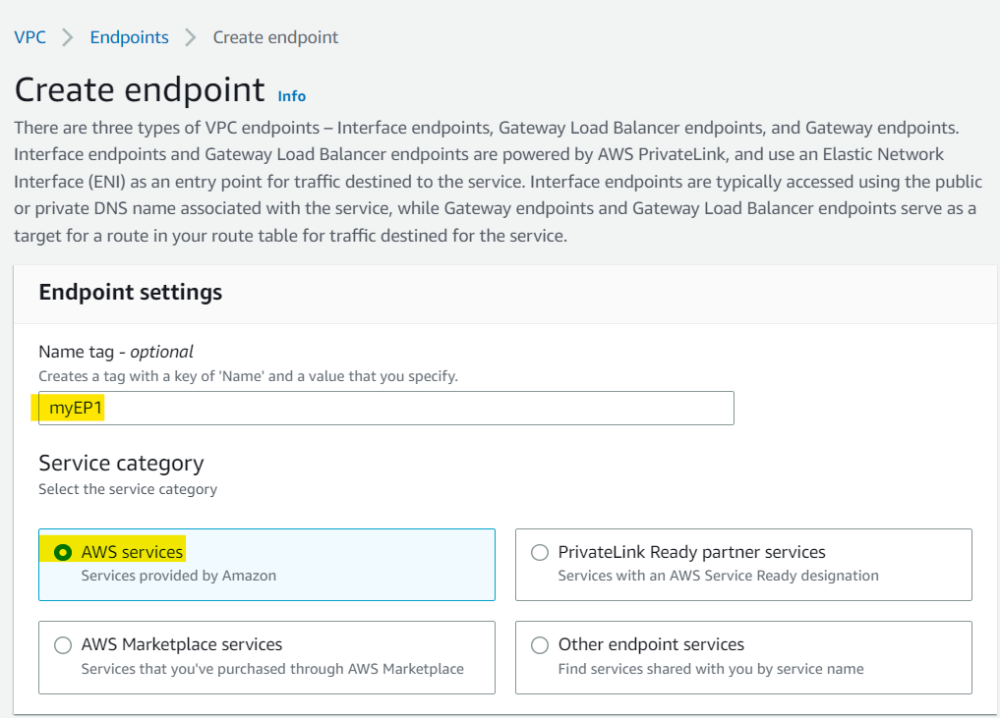 VPC > Endpoints > Create endpoint
Create endpoint Info
There are three types of VPC endpoints – Interface endpoints, Gateway Load Balancer endpoints, and Gateway endpoints.
Interface endpoints and Gateway Load Balancer endpoints are powered by AWS PrivateLink, and use an Elastic Network
Interface (ENI) as an entry point for traffic destined to the service. Interface endpoints are typically accessed using the public
or private DNS name associated with the service, while Gateway endpoints and Gateway Load Balancer endpoints serve as a
target for a route in your route table for traffic destined for the service.
Endpoint settings
Name tag - optional
Creates a tag with a key of 'Name' and a value that you specify.
myEP1
Service category
Select the service category
AWS services
Services provided by Amazon
PrivateLink Ready partner services
Services with an AWS Service Ready designation
AWS Marketplace services
Services that you've purchased through AWS Marketplace
Other endpoint services
Find services shared with you by service name